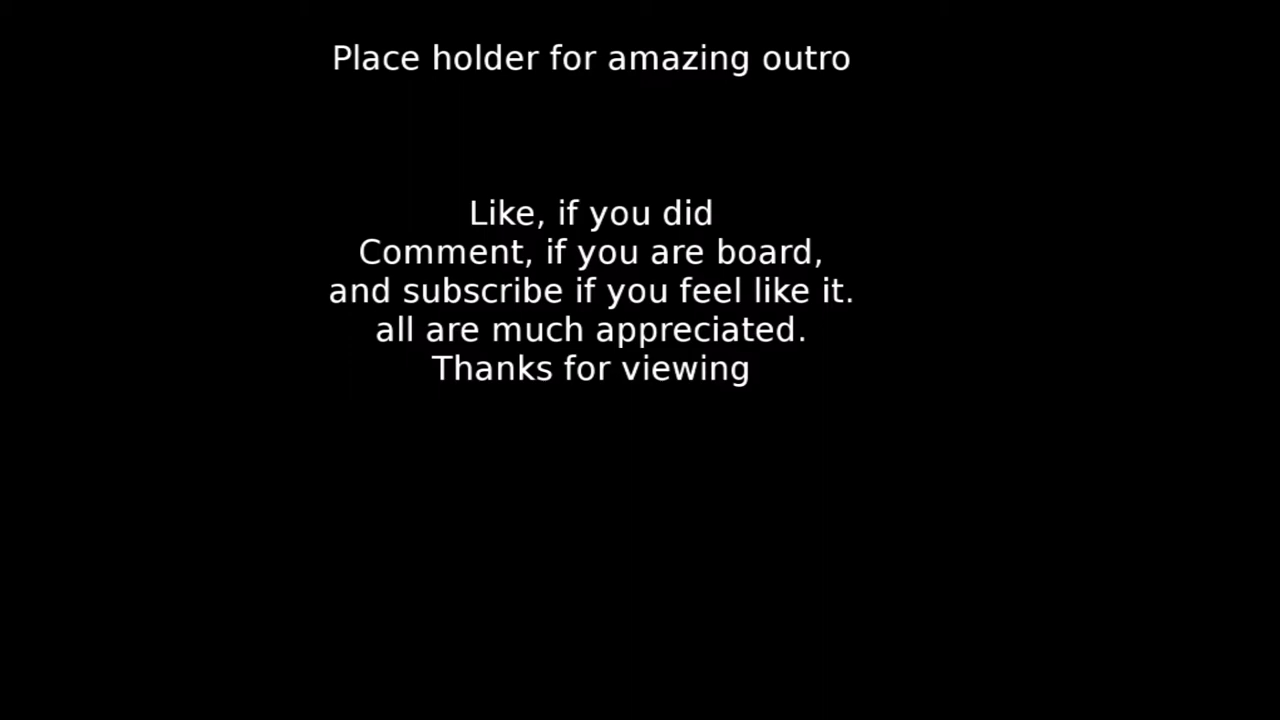 Place holder for amazing outro
Like, if you did
Comment, if you are board,
and subscribe if you feel like it.
all are much appreciated.
Thanks for viewing